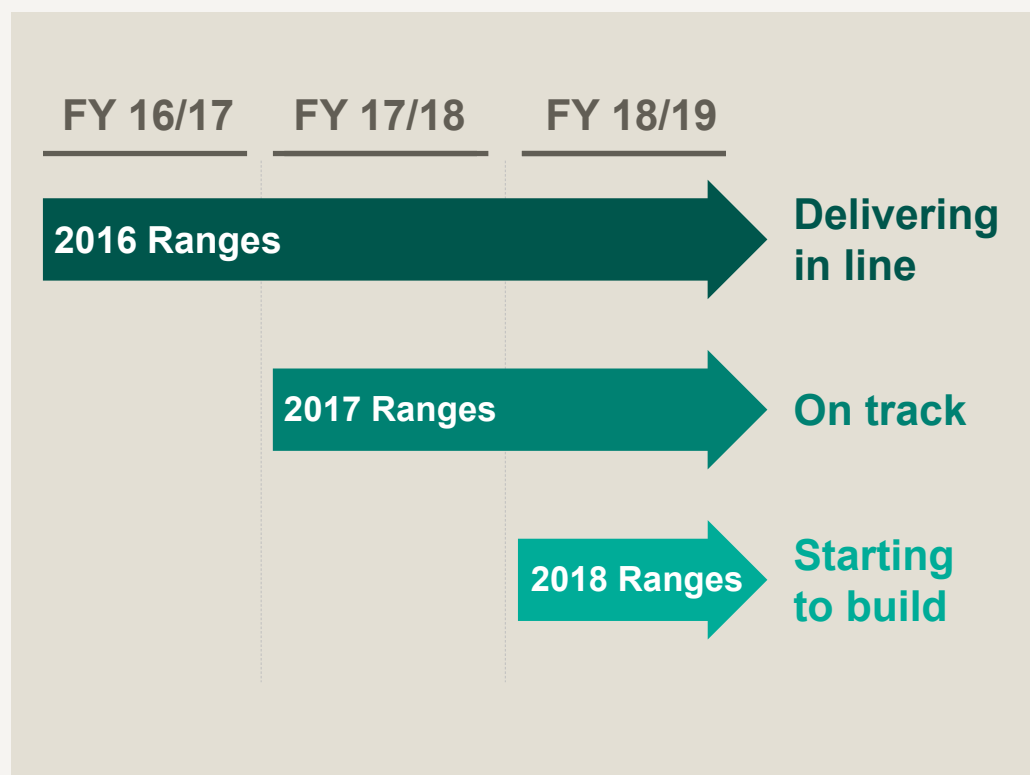 FY 16/17
FY 17/18
FY 18/19
2016 Ranges
Delivering
in line
2017 Ranges
On track
2018 Ranges
Starting
to build